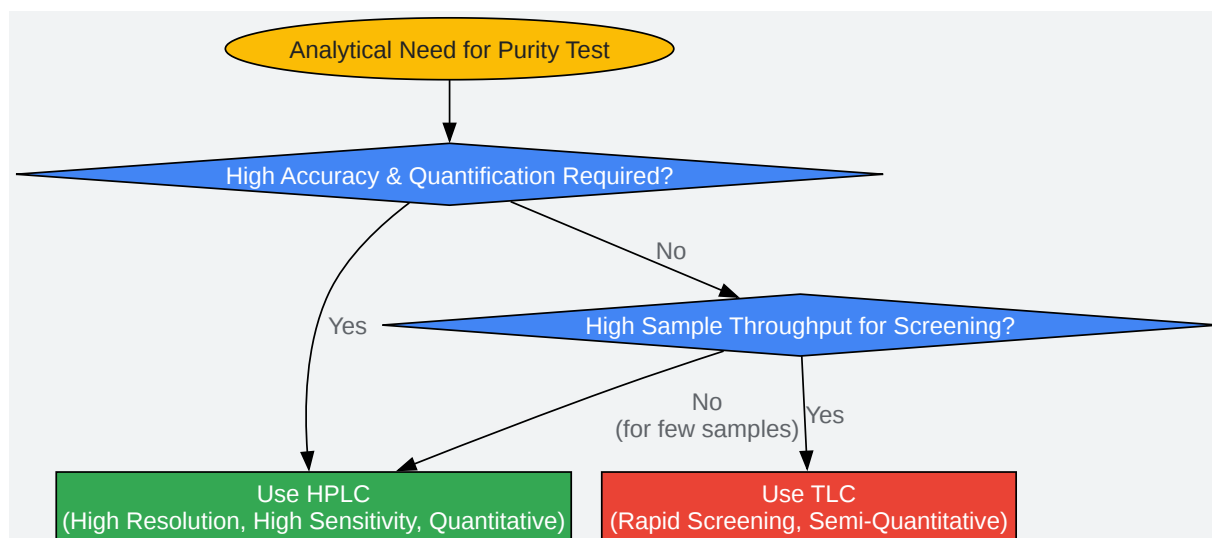 Analytical Need for Purity Test
High Accuracy & Quantification Required?
No
Yes
High Sample Throughput for Screening?
No
(for few samples)
Yes
Use HPLC
(High Resolution, High Sensitivity, Quantitative)
Use TLC
(Rapid Screening, Semi-Quantitative)